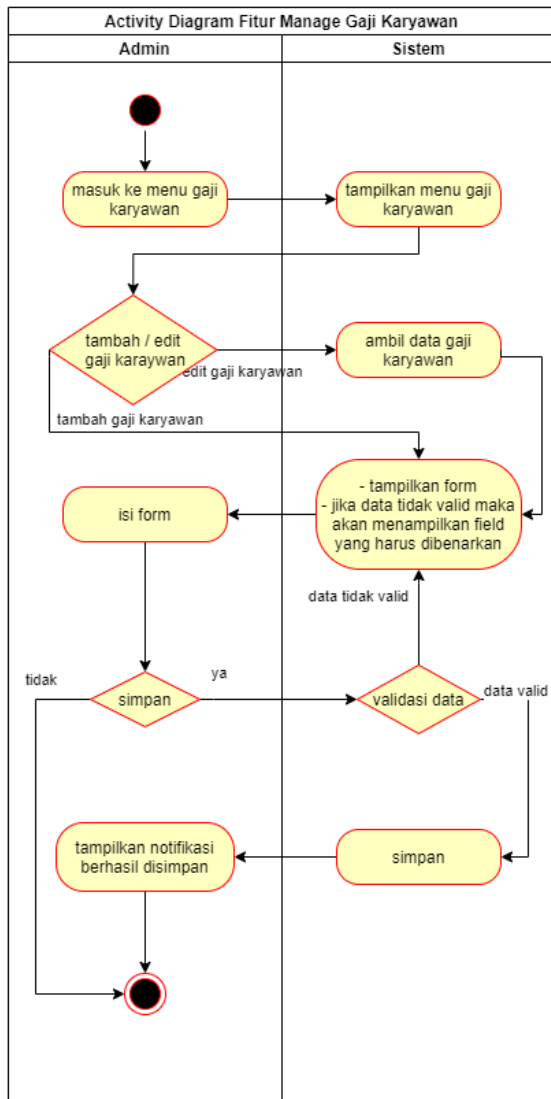 Activity Diagram Fitur Manage Gaji Karyawan
Admin
Sistem
masuk ke menu gaji
karyawan
tampilkan menu gaji
karyawan
tambah / edit
gaji karaywan
edit gaji karyawan
ambil data gaji
karyawan
tambah gaji karyawan
- tampilkan form
- jika data tidak valid maka
akan menampilkan field
yang harus dibenarkan
isi form
data tidak valid
tidak
simpan
ya
validasi data
data valid
tampilkan notifikasi
berhasil disimpan
simpan